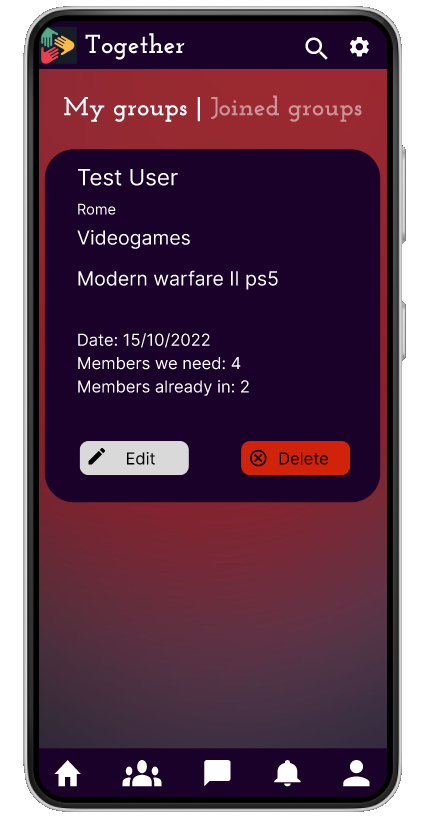 Together
My groups | Joined groups
Test User
Rome
Videogames
Modern warfare II ps5
Date: 15/10/2022
Members we need: 4
Members already in: 2
Edit
Delete